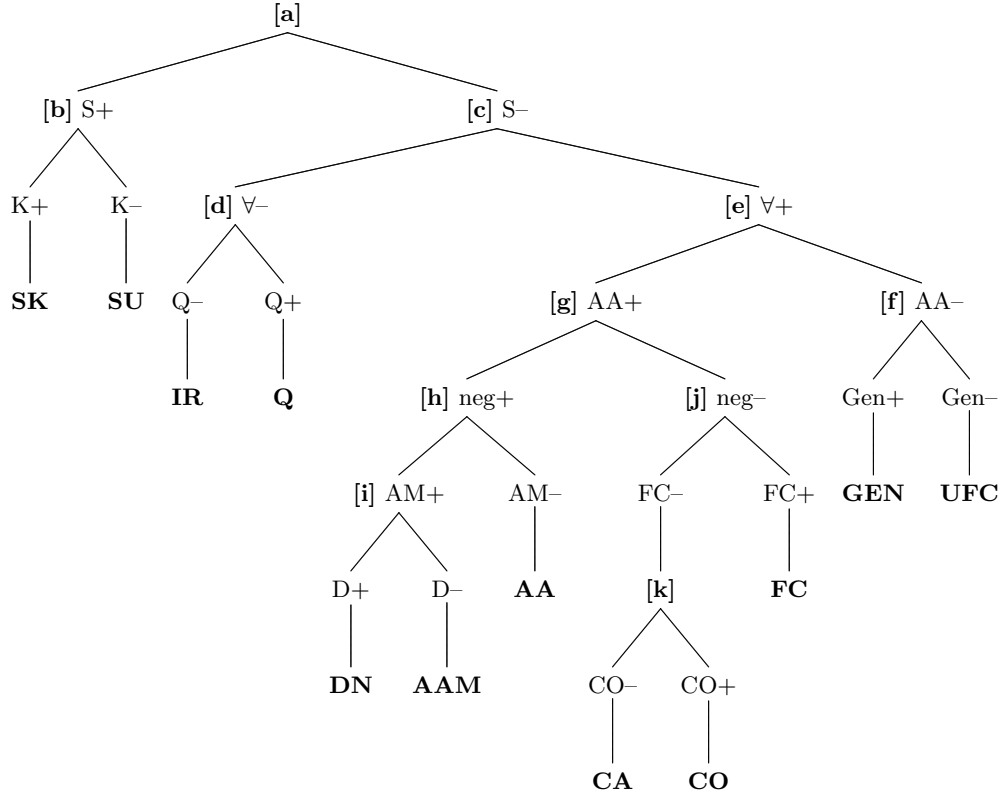 [a]
[b] S+ [c] S–
K+ K– [d] ∀– [e] ∀+
SK SU Q– Q+ [g] AA+ [f] AA–
IR Q [h] neg+ [j] neg– Gen+ Gen–
[i] AM+ AM– FC– FC+ GEN UFC
D+ D– AA [k] FC
DN AAM CO– CO+
CA CO